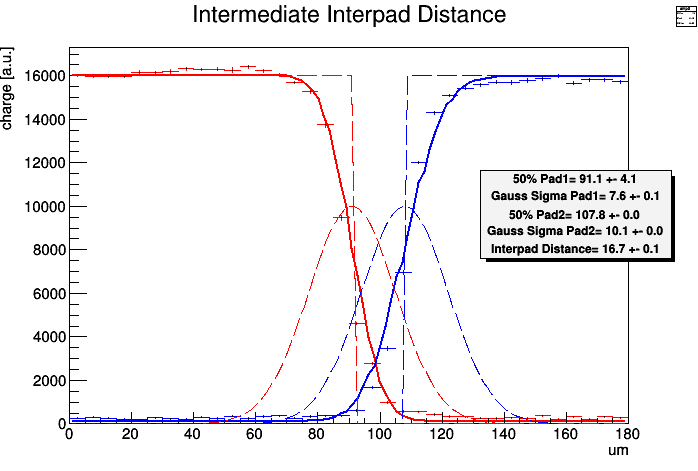 Intermediate Interpad Distance
charge [a.u.]
16000
14000
12000
10000
8000
6000
4000
2000
0
50% Pad1= 91.1 +- 4.1
Gauss Sigma Pad1= 7.6 +- 0.1
50% Pad2= 107.8 +- 0.0
Gauss Sigma Pad2= 10.1 +- 0.0
Interpad Distance= 16.7 +- 0.1
0 20 40 60 80 100 120 140 160 180
um